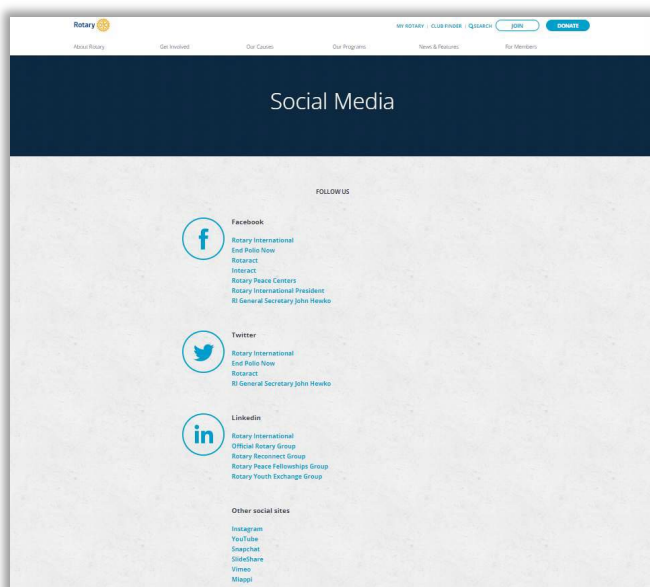 Rotary
MY ROTARY | CLUB FINDER | SEARCH JOIN DONATE
About Rotary Get Involved Our Causes Our Programs News & Features For Members
Social Media
FOLLOW US
Facebook
Rotary International
End Polio Now
Rotaract
Interact
Rotary Peace Centers
Rotary International President
RI General Secretary John Hewko
Twitter
Rotary International
End Polio Now
Rotaract
RI General Secretary John Hewko
Linkedin
Rotary International
Official Rotary Group
Rotary Reconnect Group
Rotary Peace Fellowships Group
Rotary Youth Exchange Group
Other social sites
Instagram
YouTube
Snapchat
SlideShare
Vimeo
Miappi